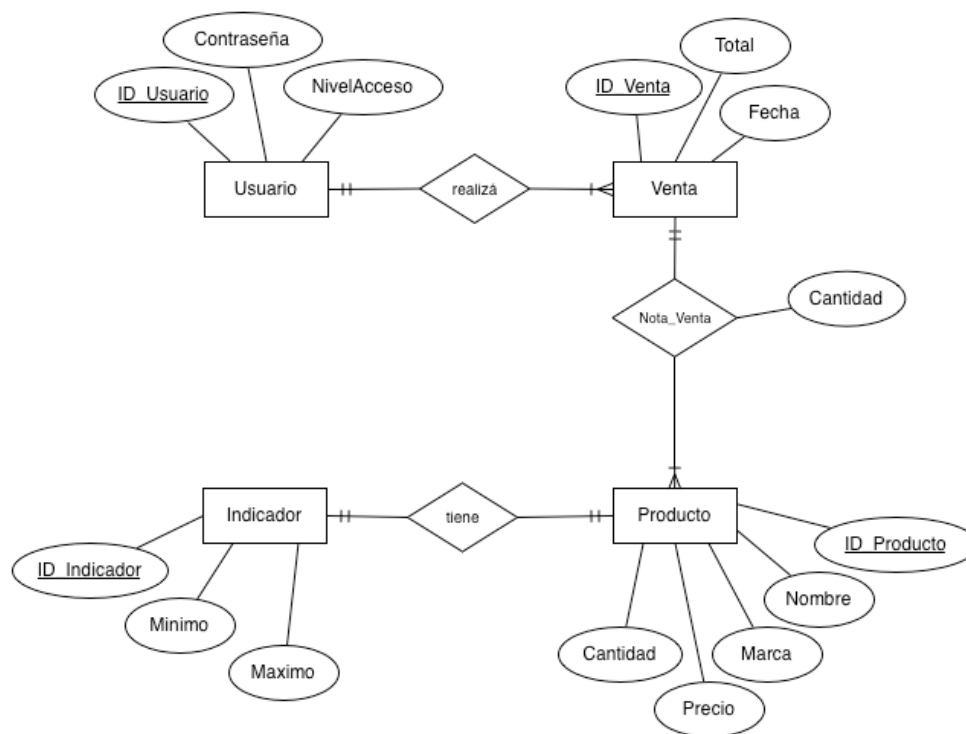 Contraseña
Total
ID_Usuario
NivelAcceso
ID_Venta
Fecha
Usuario
realizá
Venta
Nota_Venta
Cantidad
Indicador
tiene
Producto
ID_Indicador
ID_Producto
Minimo
Nombre
Maximo
Cantidad
Marca
Precio